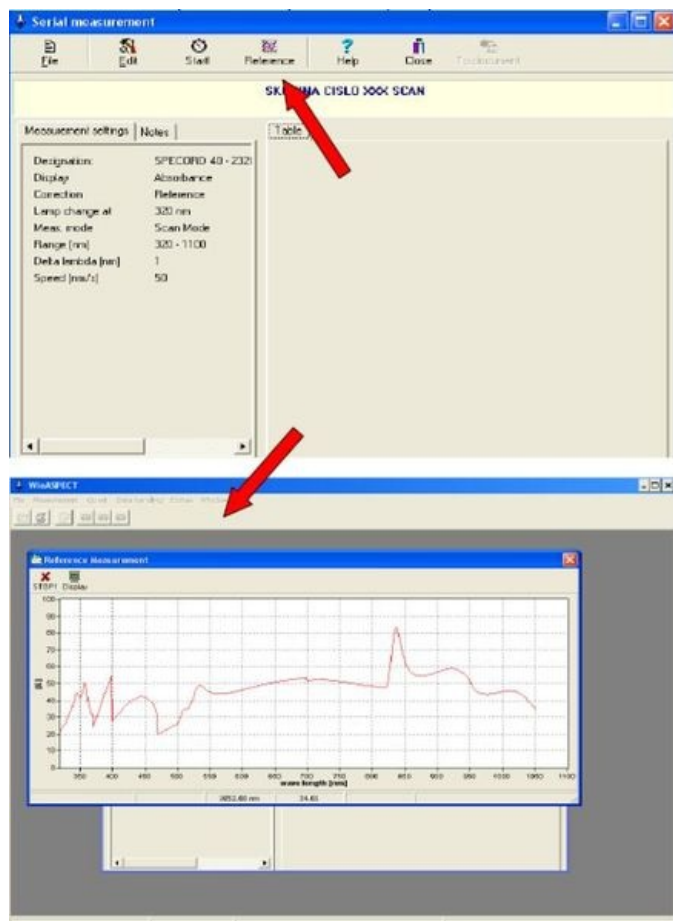 Serial measurement
File Edit Start Reference Help Close
CISLO XXX SCAN
Measurement settings Notes Table
Designation: SPECORD 40 - 232
Display Absorbance
Correction Reference
Lamp change at 320 nm
Meas. mode Scan Mode
Range [nm] 320 - 1100
Delta lambda [nm] 1
Speed [nm/s] 50
WinASPECT
Reference Measurement
STOP! Display
100
90
80
70
60
50
40
30
20
10
350 400 450 500 550 600 650 700 750 800 850 900 950 1000 1050 1100
wave length [nm]